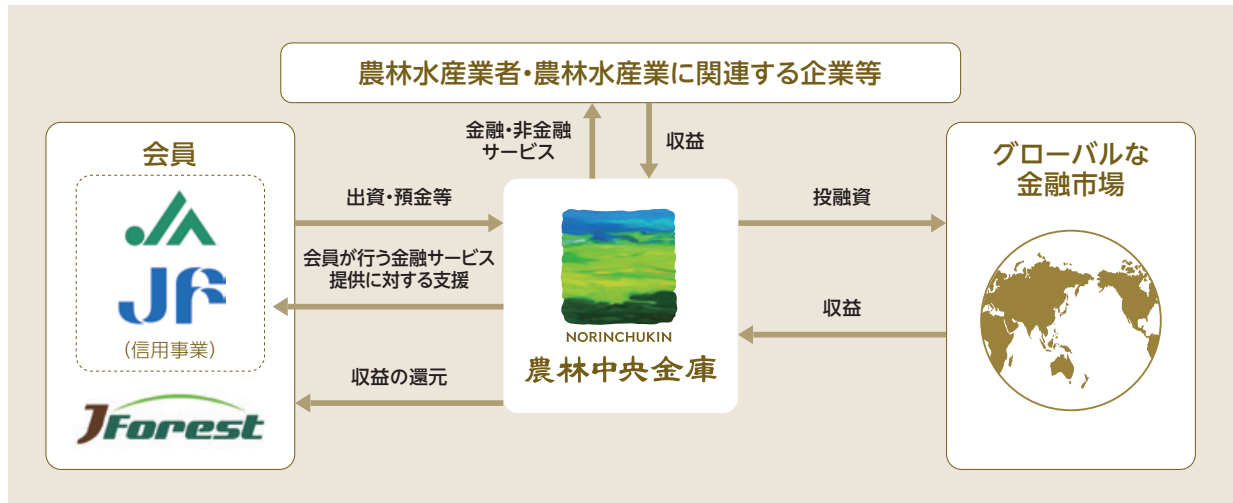 農林水産業者・農林水産業に関連する企業等
金融・非金融
サービス
収益
会員
JA
JF
(信用事業)
JForest
出資・預金等
会員が行う金融サービス
提供に対する支援
収益の還元
NORINCHUKIN
農林中央金庫
投融資
収益
グローバルな
金融市場